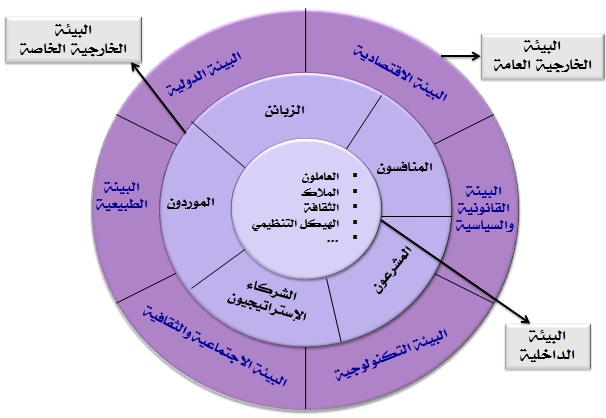 البيئة
الخارجية الخاصة
البيئة
الخارجية العامة
البيئة الدولية
البيئة الاقتصادية
الزبائن
المنافسون
الموردون
البيئة
الطبيعية
البيئة
القانونية
والسياسية
العاملون
الملاك
الثقافة
الهيكل التنظيمي
...
المشرعون
الشركاء
الإستراتيجيون
البيئة الاجتماعية والثقافية
البيئة التكنولوجية
البيئة
الداخلية